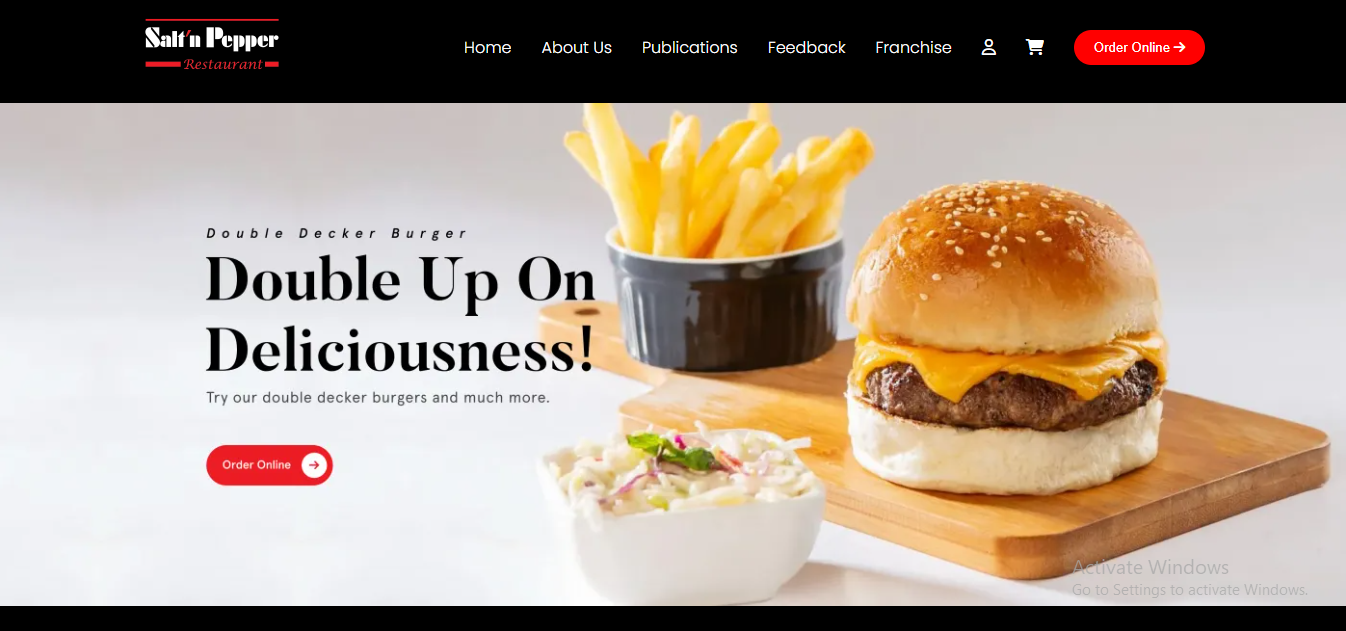 Salt'n Pepper
Restaurant
Home About Us Publications Feedback Franchise Order Online
Double Decker Burger
Double Up On
Deliciousness!
Try our double decker burgers and much more.
Order Online
Activate Windows
Go to Settings to activate Windows.